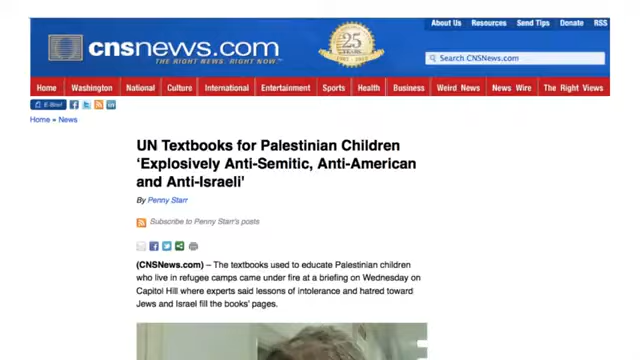 About Us Resources Send Tips Donate RSS
cnsnews.com
THE RIGHT NEWS. RIGHT NOW.™
25
YEARS
Search CNSNews.com
Home Washington National Culture International Entertainment Sports Health Business Weird News News Wire The Right Views
E-Brief
Home » News
UN Textbooks for Palestinian Children
‘Explosively Anti-Semitic, Anti-American
and Anti-Israeli’
By Penny Starr
Subscribe to Penny Starr's posts
(CNSNews.com) – The textbooks used to educate Palestinian children
who live in refugee camps came under fire at a briefing on Wednesday on
Capitol Hill where experts said lessons of intolerance and hatred toward
Jews and Israel fill the books’ pages.